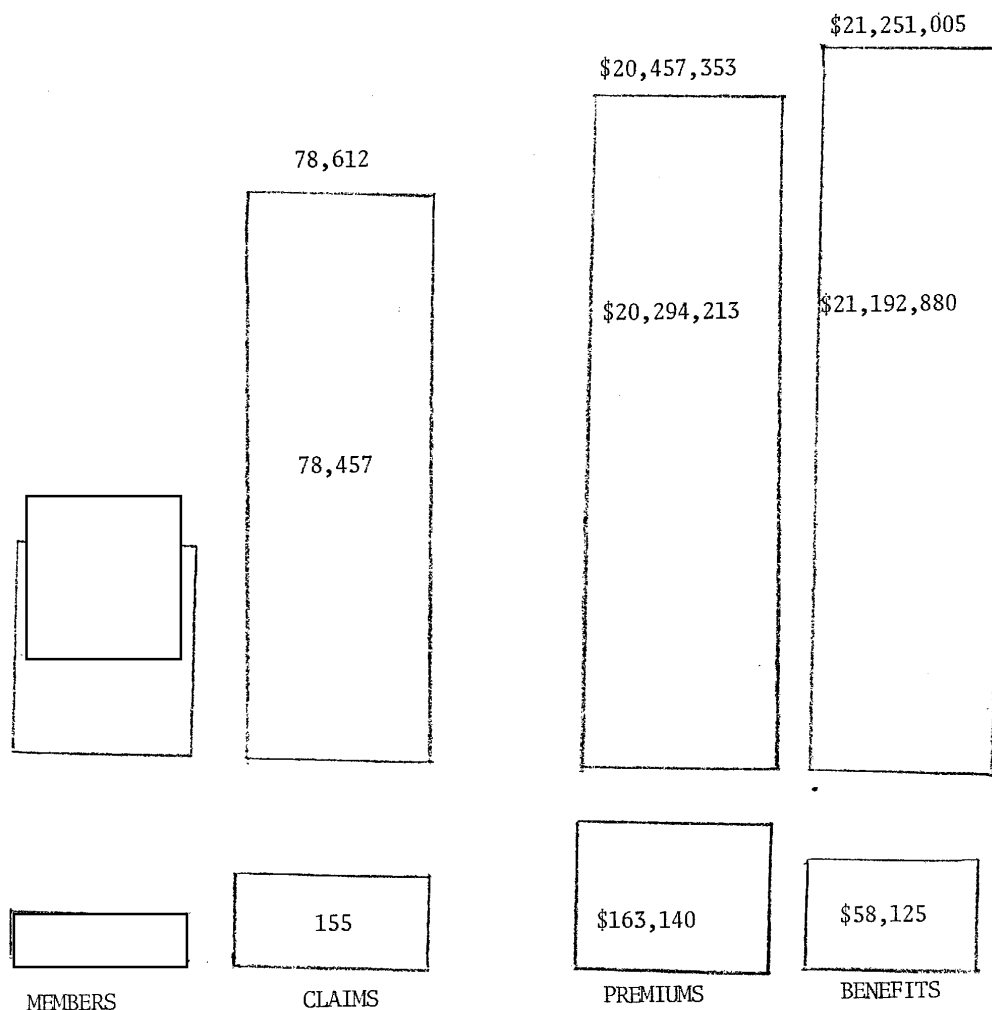 $21,251,005
$20,457,353
78,612
$20,294,213
$21,192,880
78,457
155
$163,140
$58,125
MEMBERS
CLAIMS
PREMIUMS
BENEFITS